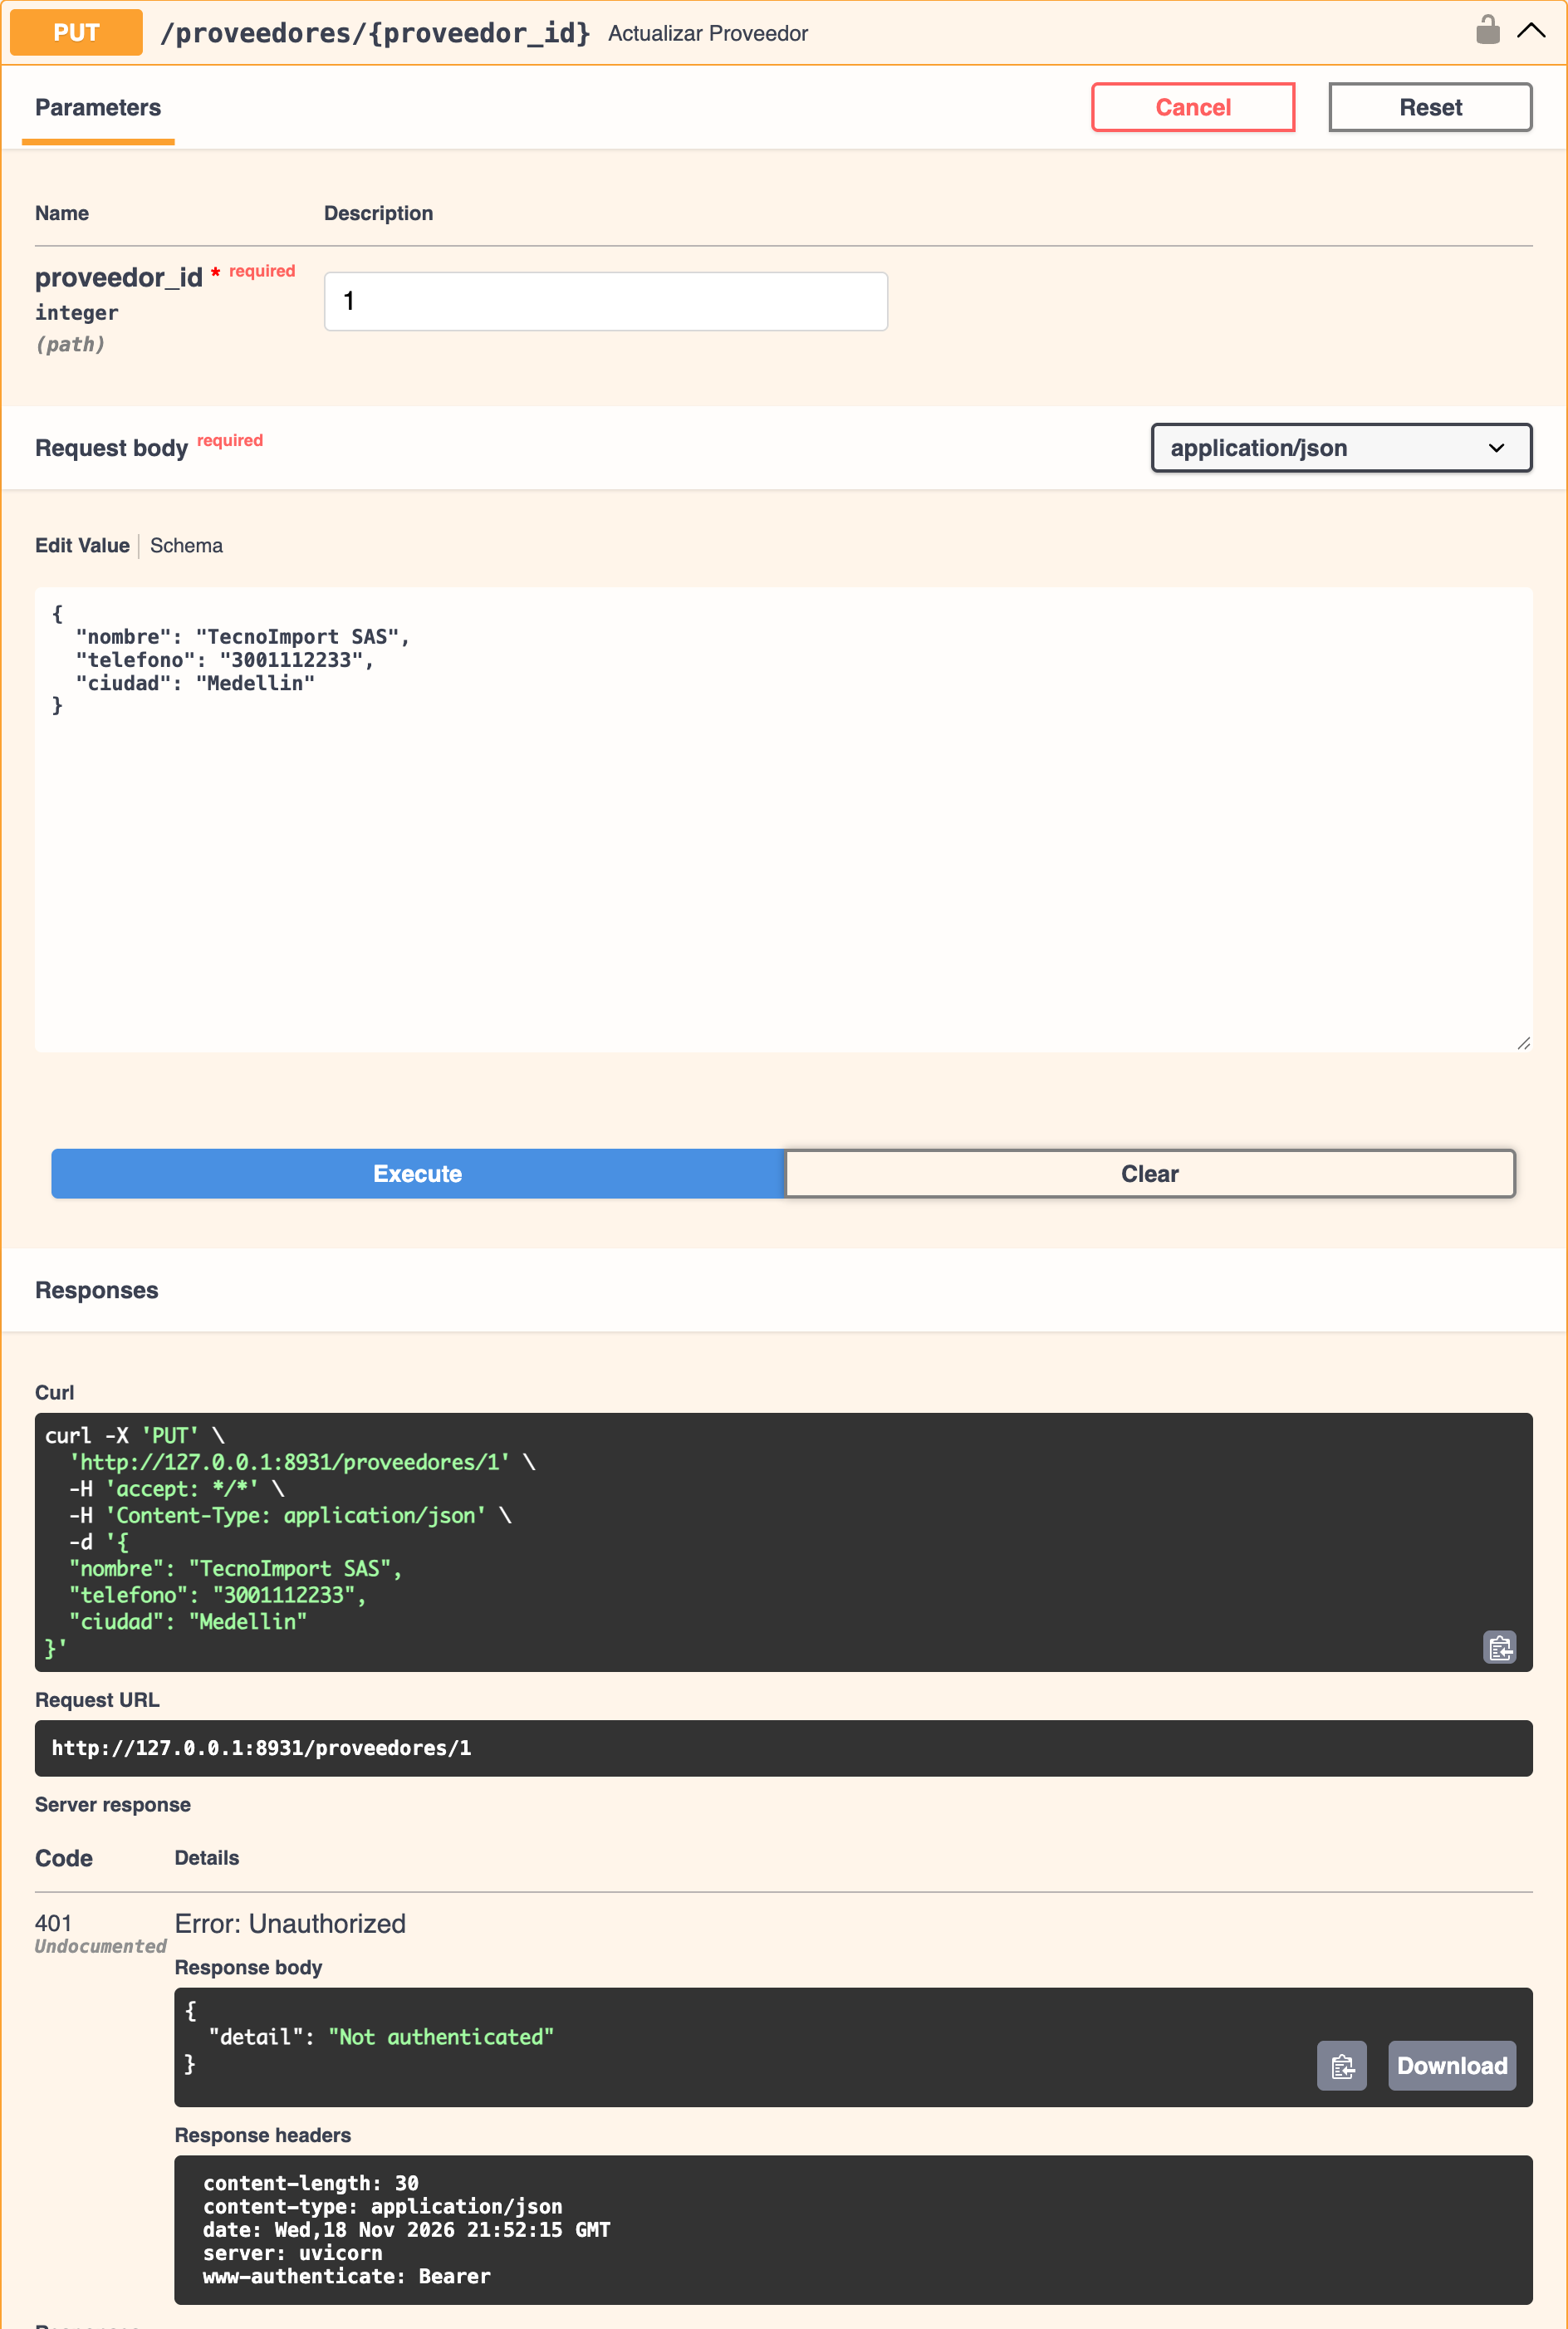 PUT /proveedores/{proveedor_id} Actualizar Proveedor
Parameters
Cancel
Reset
Name Description
proveedor_id * required
integer
(path)
1
Request body required
application/json
Edit Value Schema
{
  "nombre": "TecnoImport SAS",
  "telefono": "3001112233",
  "ciudad": "Medellin"
}
Execute
Clear
Responses
Curl
curl -X 'PUT' \
  'http://127.0.0.1:8931/proveedores/1' \
  -H 'accept: */*' \
  -H 'Content-Type: application/json' \
  -d '{
  "nombre": "TecnoImport SAS",
  "telefono": "3001112233",
  "ciudad": "Medellin"
}'
Request URL
http://127.0.0.1:8931/proveedores/1
Server response
Code Details
401 Error: Unauthorized
Undocumented
Response body
{
  "detail": "Not authenticated"
}
Download
Response headers
content-length: 30
content-type: application/json
date: Wed,18 Nov 2026 21:52:15 GMT
server: uvicorn
www-authenticate: Bearer